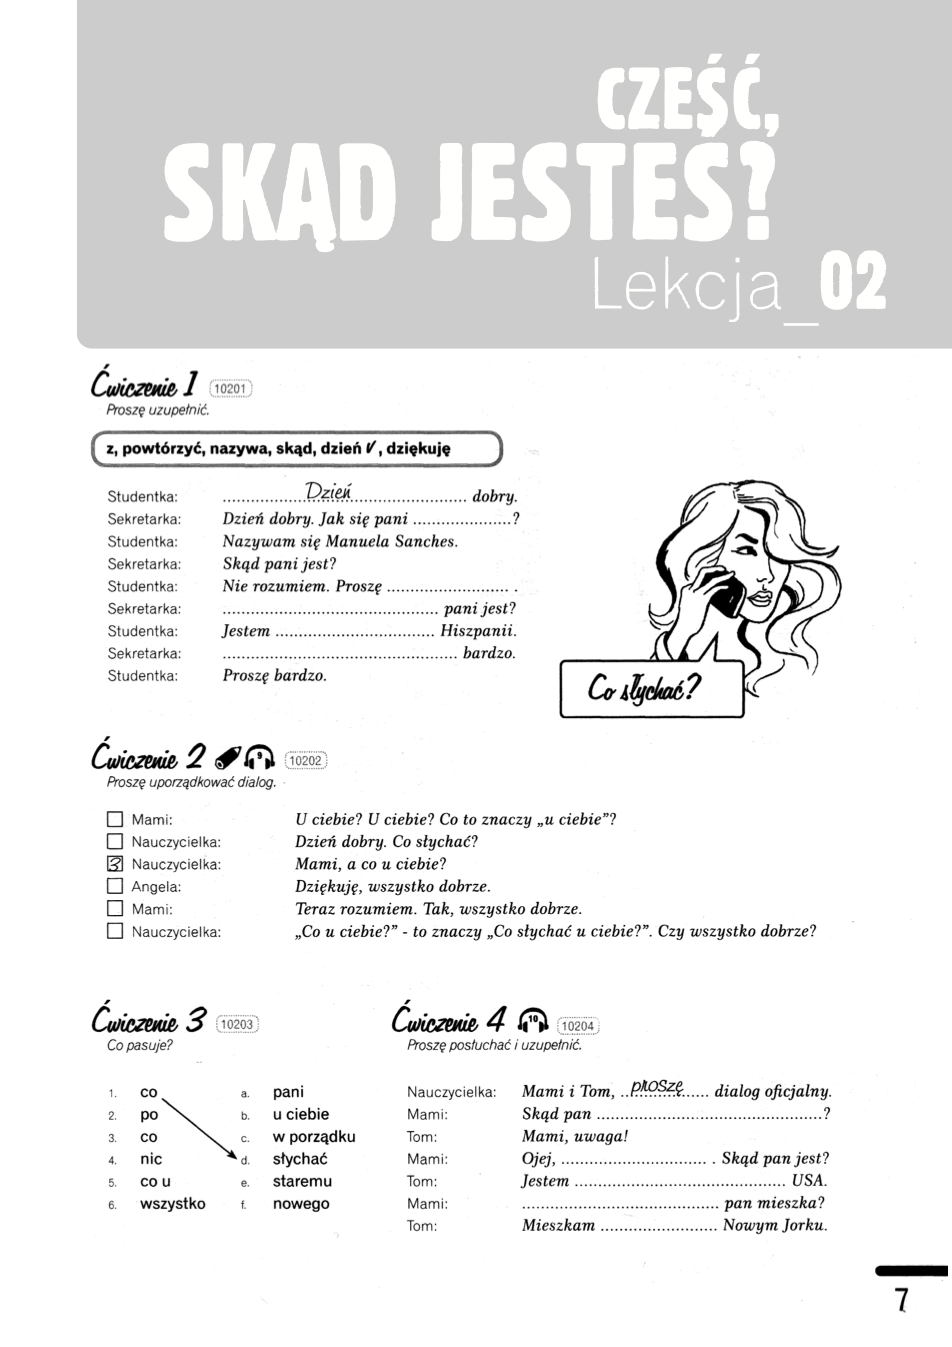 CZEŚĆ,
SKĄD JESTEŚ?
Lekcja_02
Ćwiczenie 1 10201
Proszę uzupełnić.
z, powtórzyć, nazywa, skąd, dzień ✓, dziękuję
Studentka: ....................Dzień........................ dobry.
Sekretarka: Dzień dobry. Jak się pani .....................?
Studentka: Nazywam się Manuela Sanches.
Sekretarka: Skąd pani jest?
Studentka: Nie rozumiem. Proszę .......................... .
Sekretarka: .............................................. pani jest?
Studentka: Jestem .................................. Hiszpanii.
Sekretarka: .................................................. bardzo.
Studentka: Proszę bardzo.
Co słychać?
Ćwiczenie 2 9 10202
Proszę uporządkować dialog.
Mami: U ciebie? U ciebie? Co to znaczy „u ciebie”?
Nauczycielka: Dzień dobry. Co słychać?
3 Nauczycielka: Mami, a co u ciebie?
Angela: Dziękuję, wszystko dobrze.
Mami: Teraz rozumiem. Tak, wszystko dobrze.
Nauczycielka: „Co u ciebie?” - to znaczy „Co słychać u ciebie?”. Czy wszystko dobrze?
Ćwiczenie 3 10203
Co pasuje?
1. co a. pani
2. po b. u ciebie
3. co c. w porządku
4. nic d. słychać
5. co u e. staremu
6. wszystko f. nowego
Ćwiczenie 4 10 10204
Proszę posłuchać i uzupełnić.
Nauczycielka: Mami i Tom, ..proszę...... dialog oficjalny.
Mami: Skąd pan ................................................?
Tom: Mami, uwaga!
Mami: Ojej, ............................... . Skąd pan jest?
Tom: Jestem ............................................. USA.
Mami: .......................................... pan mieszka?
Tom: Mieszkam ......................... Nowym Jorku.
7